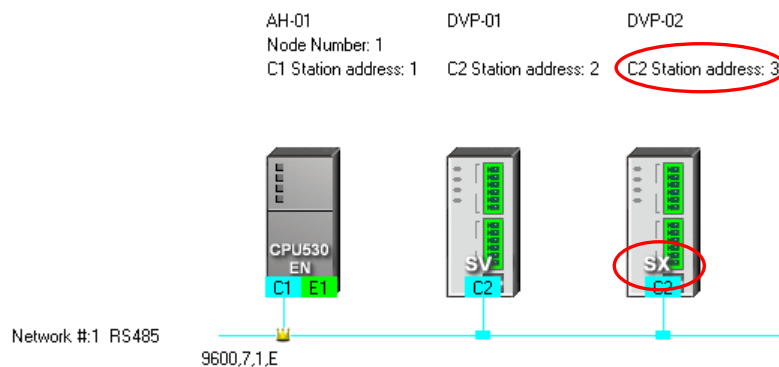 AH-01
Node Number: 1
C1 Station address: 1
DVP-01
C2 Station address: 2
DVP-02
C2 Station address: 3
CPU530
EN
C1 E1
SV
C2
SX
C2
Network #:1 RS485
9600,7,1,E